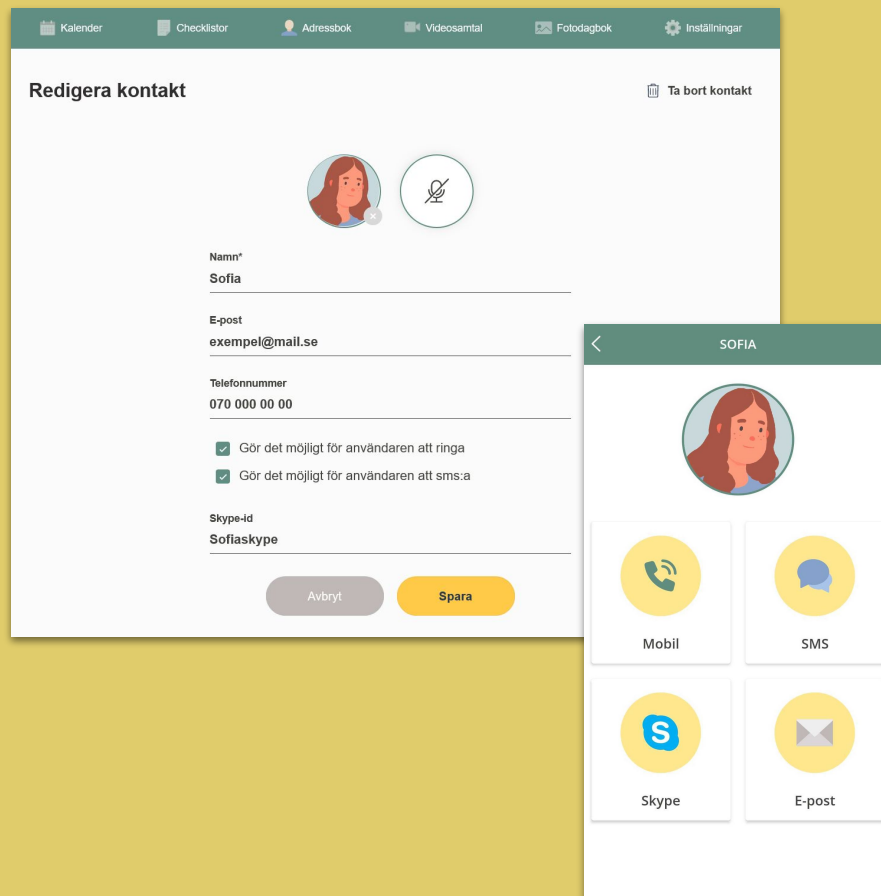 Kalender Checklistor Adressbok Videosamtal Fotodagbok Inställningar
Redigera kontakt
Ta bort kontakt
Namn*
Sofia
E-post
exempel@mail.se
Telefonnummer
070 000 00 00
Gör det möjligt för användaren att ringa
Gör det möjligt för användaren att sms:a
Skype-id
Sofiaskype
Avbryt Spara
SOFIA
Mobil SMS
S
Skype E-post